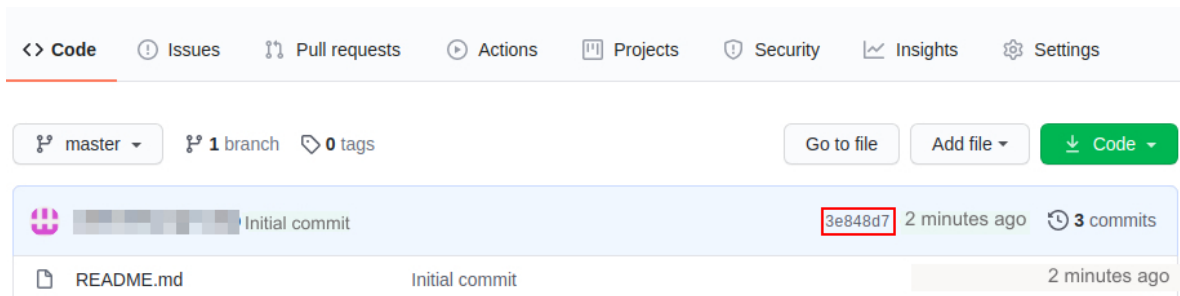 Code Issues Pull requests Actions Projects Security Insights Settings
master 1 branch 0 tags Go to file Add file Code
Initial commit 3e848d7 2 minutes ago 3 commits
README.md Initial commit 2 minutes ago